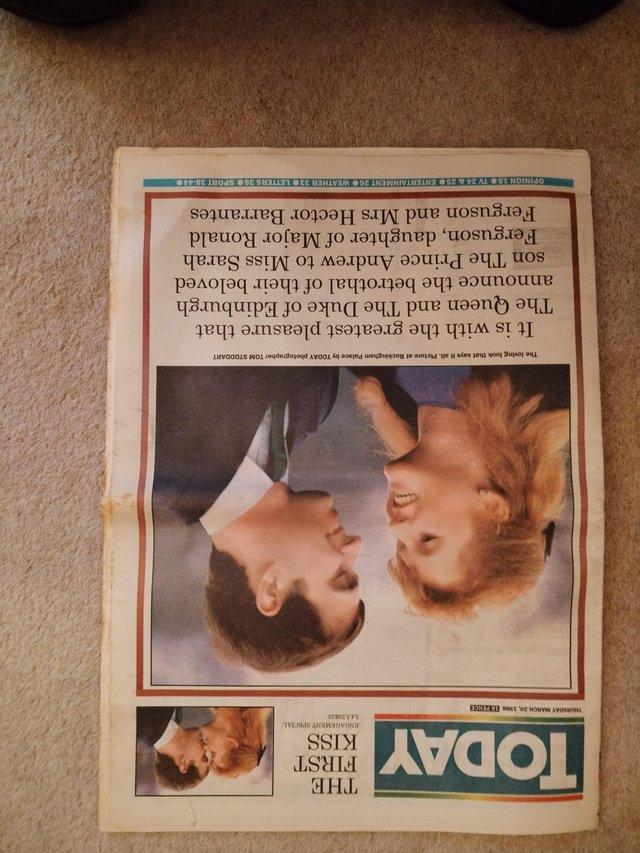 TODAY
THURSDAY MARCH 20, 1986 18 PENCE
THE
FIRST
KISS
ENGAGEMENT SPECIAL
The loving look that says it all. Picture at Buckingham Palace by TODAY photographer TOM STODDART
It is with the greatest pleasure that
The Queen and The Duke of Edinburgh
announce the betrothal of their beloved
son The Prince Andrew to Miss Sarah
Ferguson, daughter of Major Ronald
Ferguson and Mrs Hector Barrantes
OPINION 15 ● TV 24 & 25 ● ENTERTAINMENT 26 ● WEATHER 33 ● LETTERS 36 ● SPORT 38-44 ●